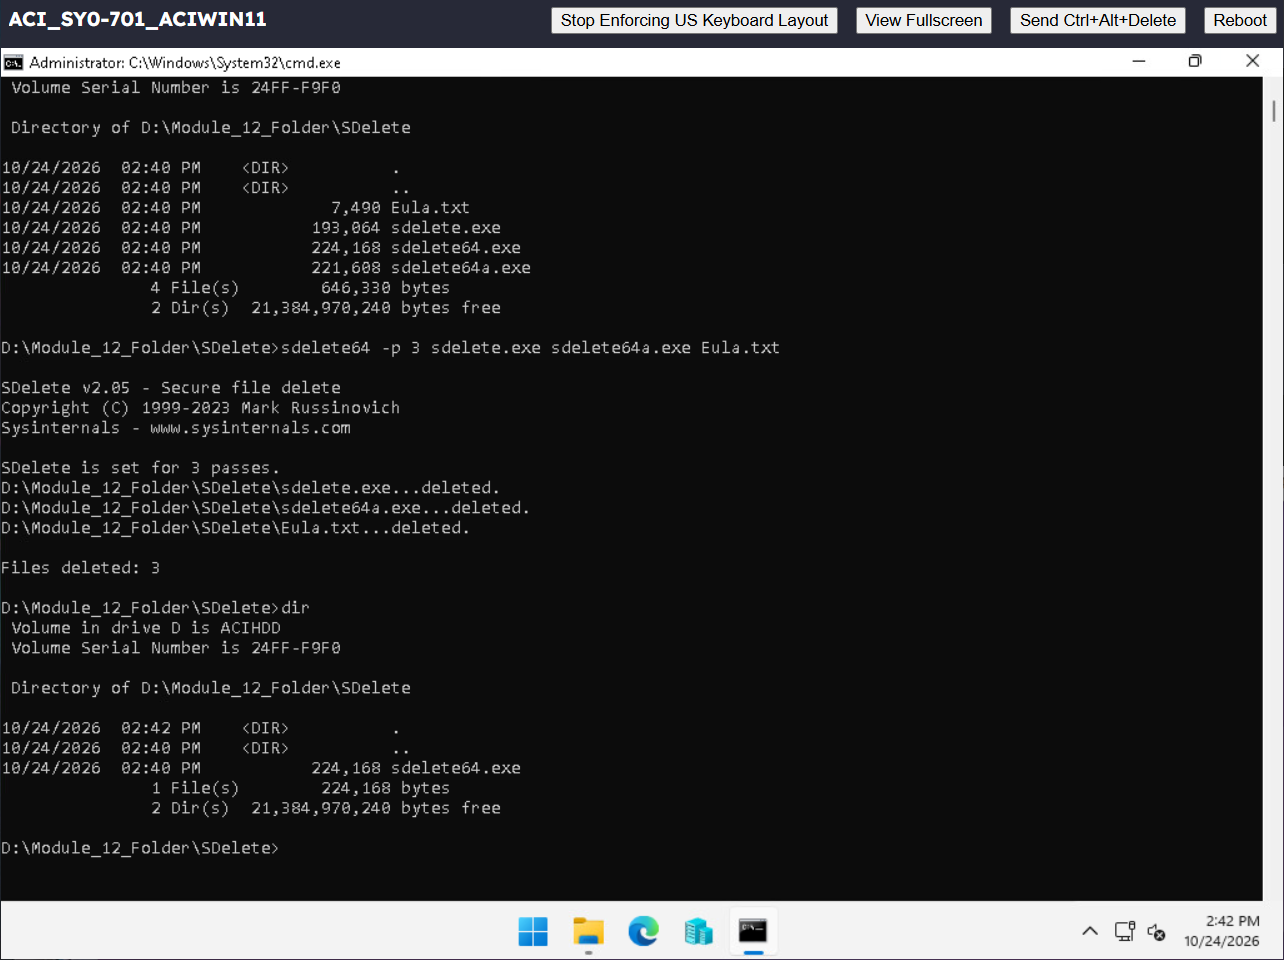 ACI_SY0-701_ACIWIN11
Stop Enforcing US Keyboard Layout
View Fullscreen
Send Ctrl+Alt+Delete
Reboot
Administrator: C:\Windows\System32\cmd.exe
Volume Serial Number is 24FF-F9F0
Directory of D:\Module_12_Folder\SDelete
10/24/2026  02:40 PM    <DIR>          .
10/24/2026  02:40 PM    <DIR>          ..
10/24/2026  02:40 PM             7,490 Eula.txt
10/24/2026  02:40 PM           193,064 sdelete.exe
10/24/2026  02:40 PM           224,168 sdelete64.exe
10/24/2026  02:40 PM           221,608 sdelete64a.exe
4 File(s)        646,330 bytes
2 Dir(s)  21,384,970,240 bytes free
D:\Module_12_Folder\SDelete>sdelete64 -p 3 sdelete.exe sdelete64a.exe Eula.txt
SDelete v2.05 - Secure file delete
Copyright (C) 1999-2023 Mark Russinovich
Sysinternals - www.sysinternals.com
SDelete is set for 3 passes.
D:\Module_12_Folder\SDelete\sdelete.exe...deleted.
D:\Module_12_Folder\SDelete\sdelete64a.exe...deleted.
D:\Module_12_Folder\SDelete\Eula.txt...deleted.
Files deleted: 3
D:\Module_12_Folder\SDelete>dir
Volume in drive D is ACIHDD
Volume Serial Number is 24FF-F9F0
Directory of D:\Module_12_Folder\SDelete
10/24/2026  02:42 PM    <DIR>          .
10/24/2026  02:40 PM    <DIR>          ..
10/24/2026  02:40 PM           224,168 sdelete64.exe
1 File(s)        224,168 bytes
2 Dir(s)  21,384,970,240 bytes free
D:\Module_12_Folder\SDelete>
2:42 PM
10/24/2026